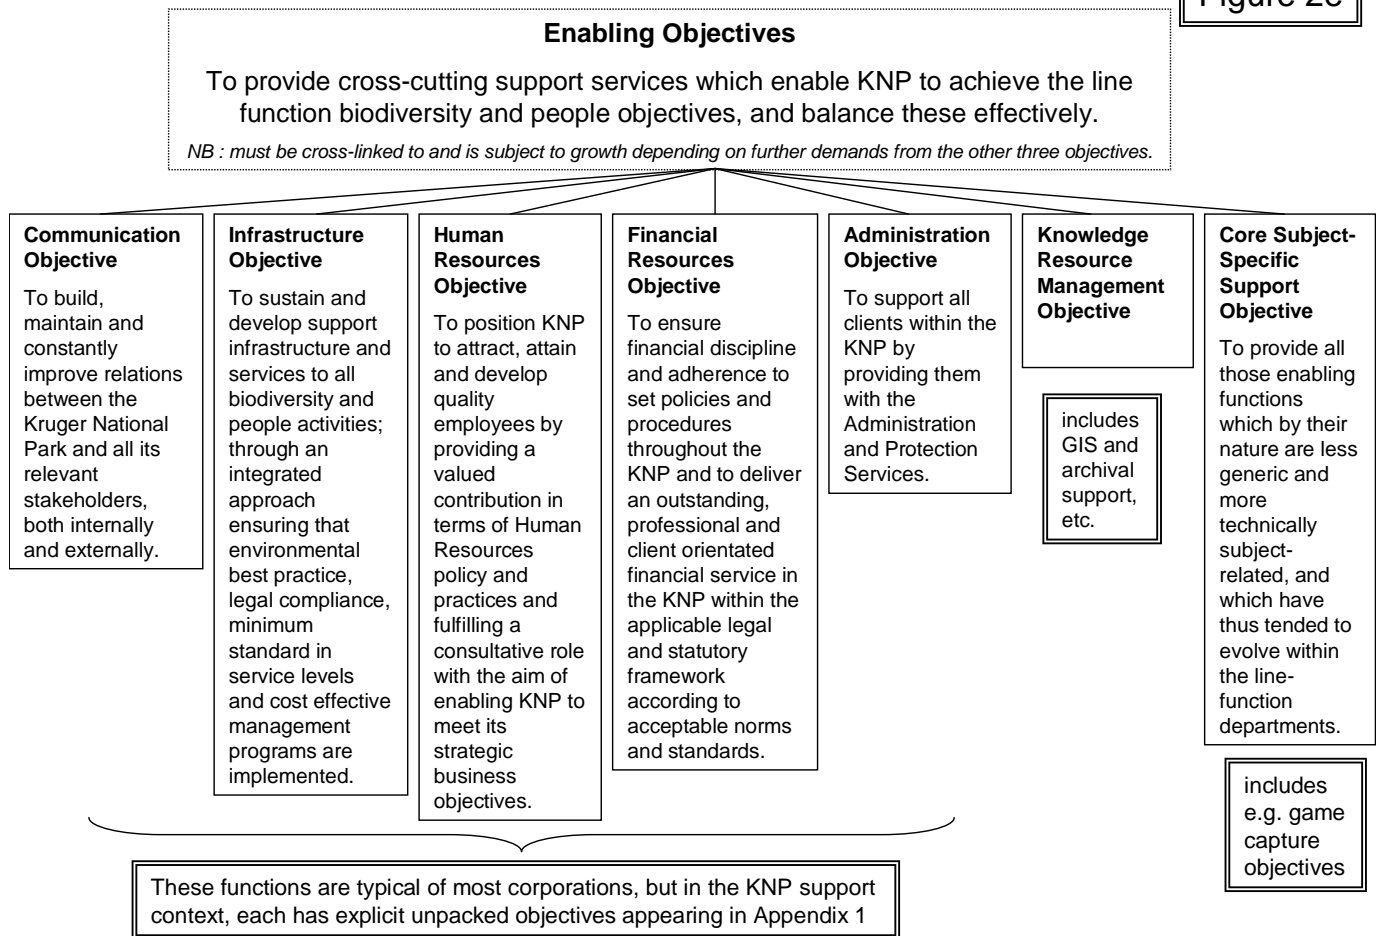 Figure 2e
Enabling Objectives
To provide cross-cutting support services which enable KNP to achieve the line
function biodiversity and people objectives, and balance these effectively.
NB : must be cross-linked to and is subject to growth depending on further demands from the other three objectives.
Communication
Objective
To build,
maintain and
constantly
improve relations
between the
Kruger National
Park and all its
relevant
stakeholders,
both internally
and externally.
Infrastructure
Objective
To sustain and
develop support
infrastructure and
services to all
biodiversity and
people activities;
through an
integrated
approach
ensuring that
environmental
best practice,
legal compliance,
minimum
standard in
service levels
and cost effective
management
programs are
implemented.
Human
Resources
Objective
To position KNP
to attract, attain
and develop
quality
employees by
providing a
valued
contribution in
terms of Human
Resources
policy and
practices and
fulfilling a
consultative role
with the aim of
enabling KNP to
meet its
strategic
business
objectives.
Financial
Resources
Objective
To ensure
financial discipline
and adherence to
set policies and
procedures
throughout the
KNP and to deliver
an outstanding,
professional and
client orientated
financial service in
the KNP within the
applicable legal
and statutory
framework
according to
acceptable norms
and standards.
Administration
Objective
To support all
clients within the
KNP by
providing them
with the
Administration
and Protection
Services.
Knowledge
Resource
Management
Objective
includes
GIS and
archival
support,
etc.
Core Subject-
Specific
Support
Objective
To provide all
those enabling
functions
which by their
nature are less
generic and
more
technically
subject-
related, and
which have
thus tended to
evolve within
the line-
function
departments.
includes
e.g. game
capture
objectives
These functions are typical of most corporations, but in the KNP support
context, each has explicit unpacked objectives appearing in Appendix 1